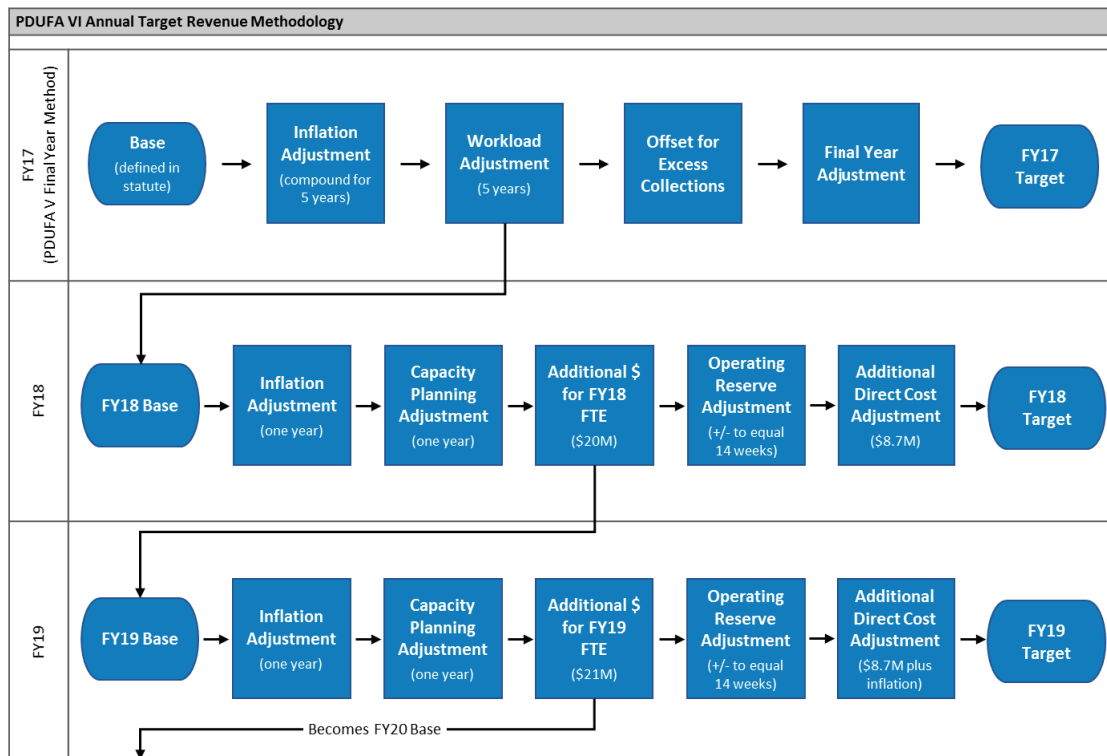 PDUFA VI Annual Target Revenue Methodology
FY17
(PDUFA V Final Year Method)
Base
(defined in
statute)
Inflation
Adjustment
(compound for
5 years)
Workload
Adjustment
(5 years)
Offset for
Excess
Collections
Final Year
Adjustment
FY17
Target
FY18
FY18 Base
Inflation
Adjustment
(one year)
Capacity
Planning
Adjustment
(one year)
Additional $
for FY18
FTE
($20M)
Operating
Reserve
Adjustment
(+/- to equal
14 weeks)
Additional
Direct Cost
Adjustment
($8.7M)
FY18
Target
FY19
FY19 Base
Inflation
Adjustment
(one year)
Capacity
Planning
Adjustment
(one year)
Additional $
for FY19
FTE
($21M)
Operating
Reserve
Adjustment
(+/- to equal
14 weeks)
Additional
Direct Cost
Adjustment
($8.7M plus
inflation)
FY19
Target
Becomes FY20 Base